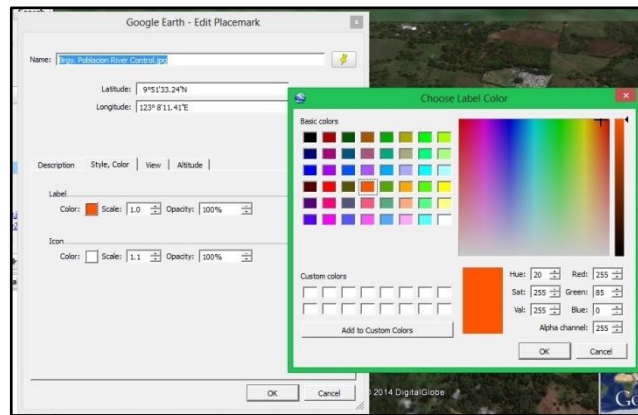 Google Earth - Edit Placemark
Name: Brgy. Poblacion River Control.jpg
Latitude: 9°51'33.24"N
Longitude: 123° 8'11.41"E
Description Style, Color View Altitude
Label
Color: Scale: 1.0 Opacity: 100%
Icon
Color: Scale: 1.1 Opacity: 100%
OK Cancel
Choose Label Color
Basic colors
Custom colors
Add to Custom Colors
Hue: 20 Red: 255
Sat: 255 Green: 85
Val: 255 Blue: 0
Alpha channel: 255
OK Cancel
2014 DigitalGlobe